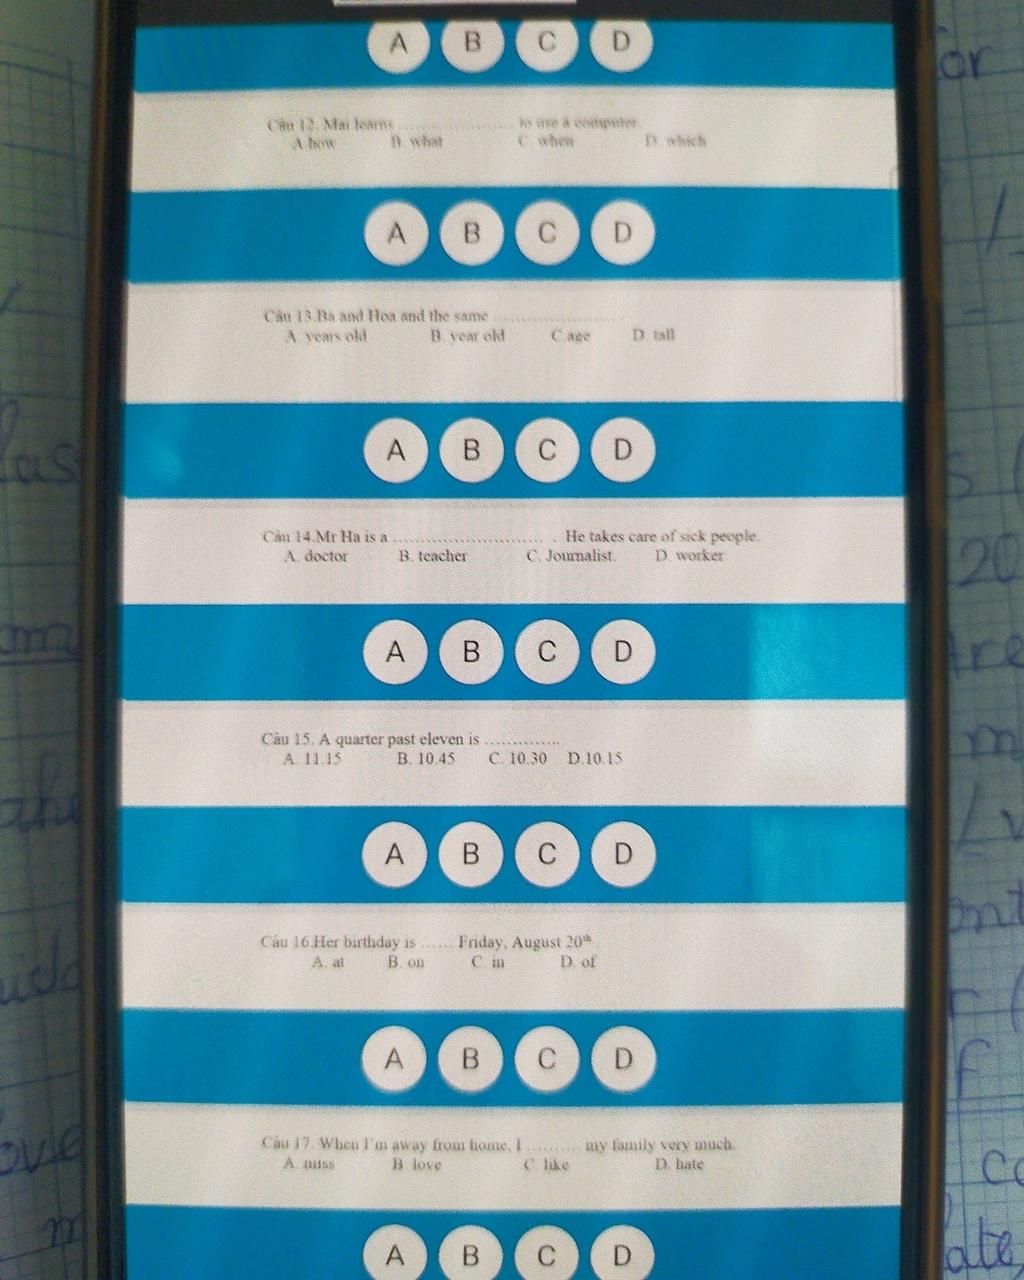 or
A B C D
Câu 12. Mai learns ........................ to use a computer.
A.how B. what C. when D. which
A B C D
Câu 13.Ba and Hoa and the same ............................
A. years old B. year old C.age D. tall
A B C D
Câu 14.Mr Ha is a ................................. . He takes care of sick people.
A. doctor B. teacher C. Journalist. D. worker
A B C D
Câu 15. A quarter past eleven is ..............
A. 11.15 B. 10.45 C. 10.30 D.10.15
A B C D
Câu 16.Her birthday is ...... Friday, August 20th.
A. at B. on C. in D. of
A B C D
Câu 17. When I'm away from home, I .......... my family very much.
A. miss B. love C. like D. hate
A B C D